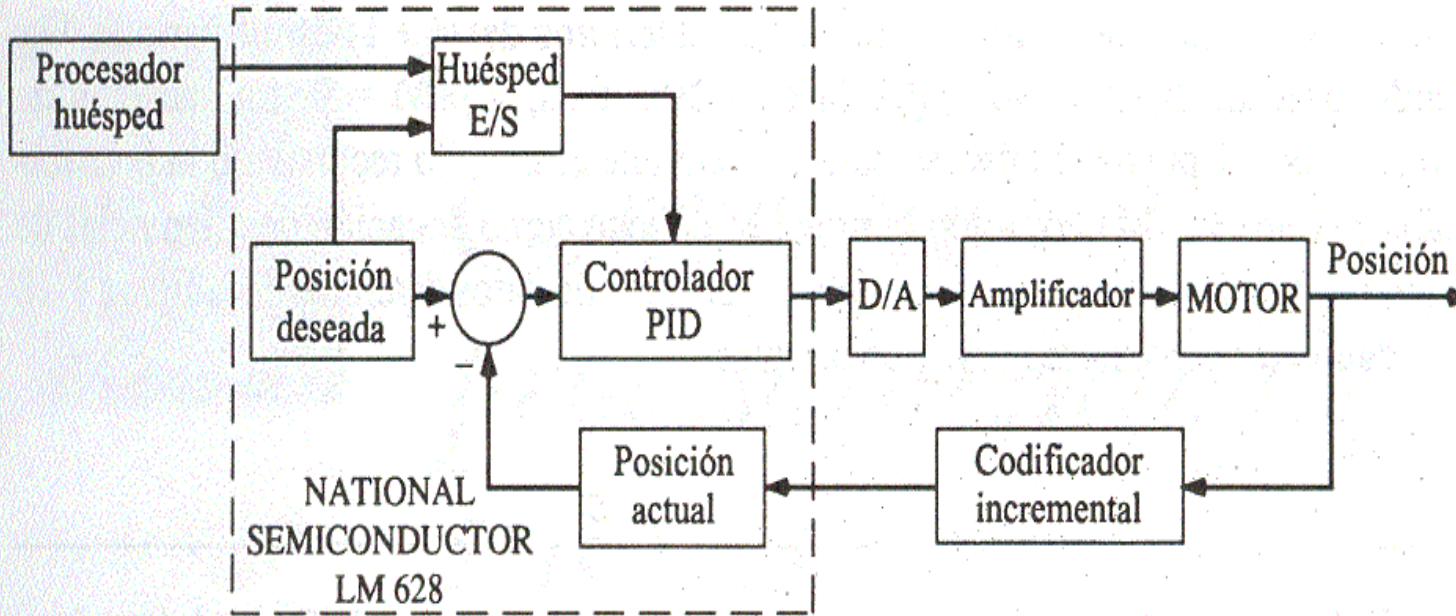 Procesador
huésped
Huésped
E/S
Posición
deseada
+
−
Controlador
PID
D/A
Amplificador
MOTOR
Posición
Posición
actual
Codificador
incremental
NATIONAL
SEMICONDUCTOR
LM 628